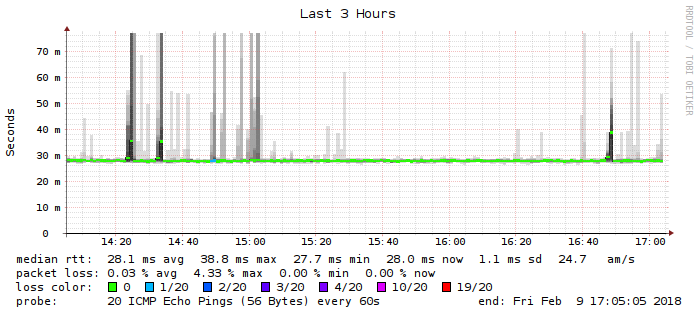 Last 3 Hours
RRDTOOL / TOBI OETIKER
Seconds
70 m
60 m
50 m
40 m
30 m
20 m
10 m
0
14:20 14:40 15:00 15:20 15:40 16:00 16:20 16:40 17:00
median rtt: 28.1 ms avg 38.8 ms max 27.7 ms min 28.0 ms now 1.1 ms sd 24.7 am/s
packet loss: 0.03 % avg 4.33 % max 0.00 % min 0.00 % now
loss color: 0 1/20 2/20 3/20 4/20 10/20 19/20
probe: 20 ICMP Echo Pings (56 Bytes) every 60s end: Fri Feb 9 17:05:05 2018